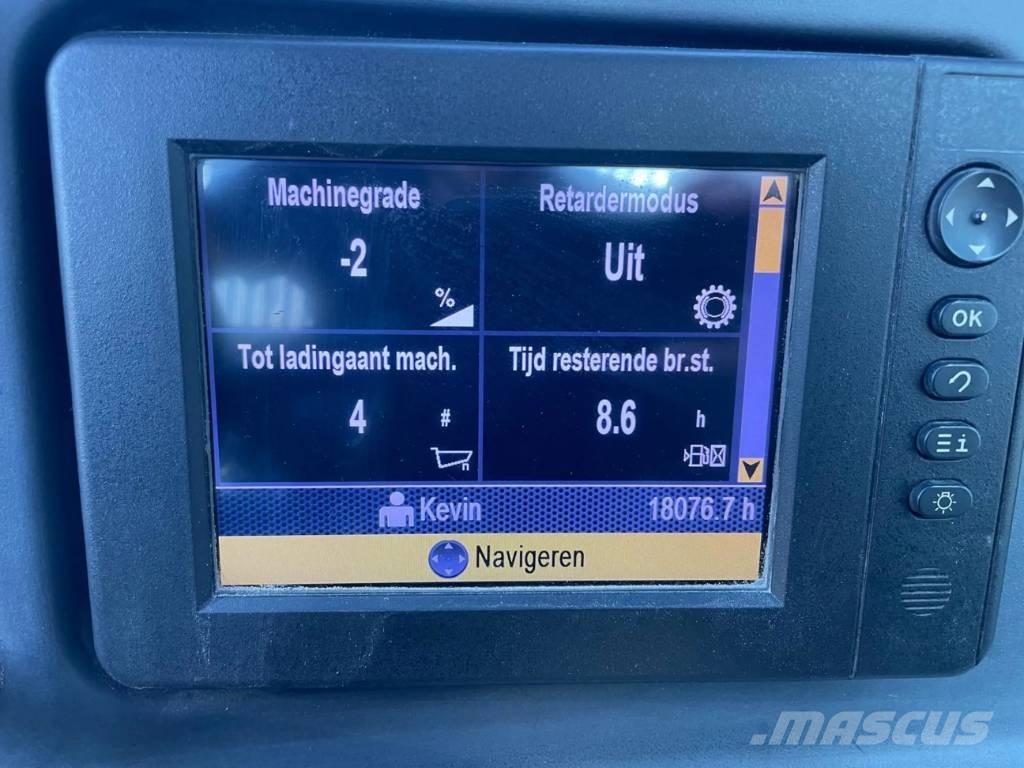 Machinegrade
-2
%
Retardermodus
Uit
Tot ladingaant mach.
4 #
n
Tijd resterende br.st.
8.6 h
Kevin 18076.7 h
Navigeren
OK
i
MASCUS